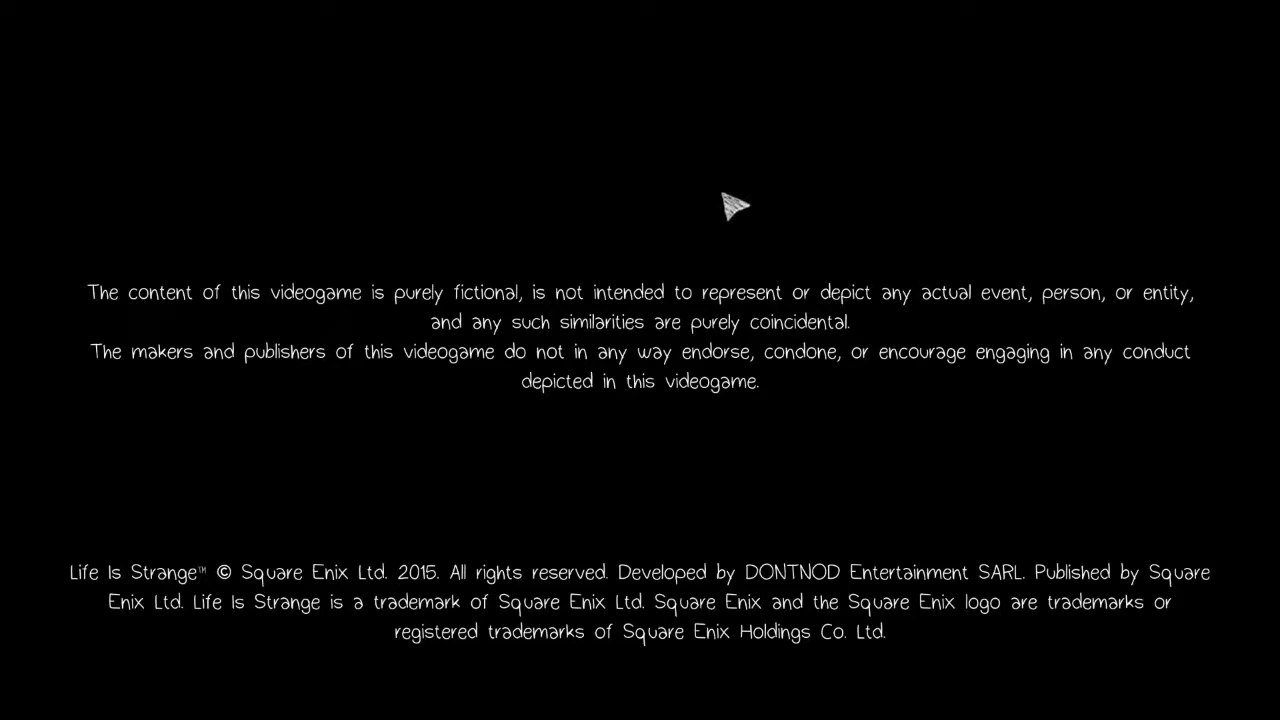 The content of this videogame is purely fictional, is not intended to represent or depict any actual event, person, or entity,
and any such similarities are purely coincidental.
The makers and publishers of this videogame do not in any way endorse, condone, or encourage engaging in any conduct
depicted in this videogame.
Life Is Strange™ © Square Enix Ltd. 2015. All rights reserved. Developed by DONTNOD Entertainment SARL. Published by Square
Enix Ltd. Life Is Strange is a trademark of Square Enix Ltd. Square Enix and the Square Enix logo are trademarks or
registered trademarks of Square Enix Holdings Co. Ltd.